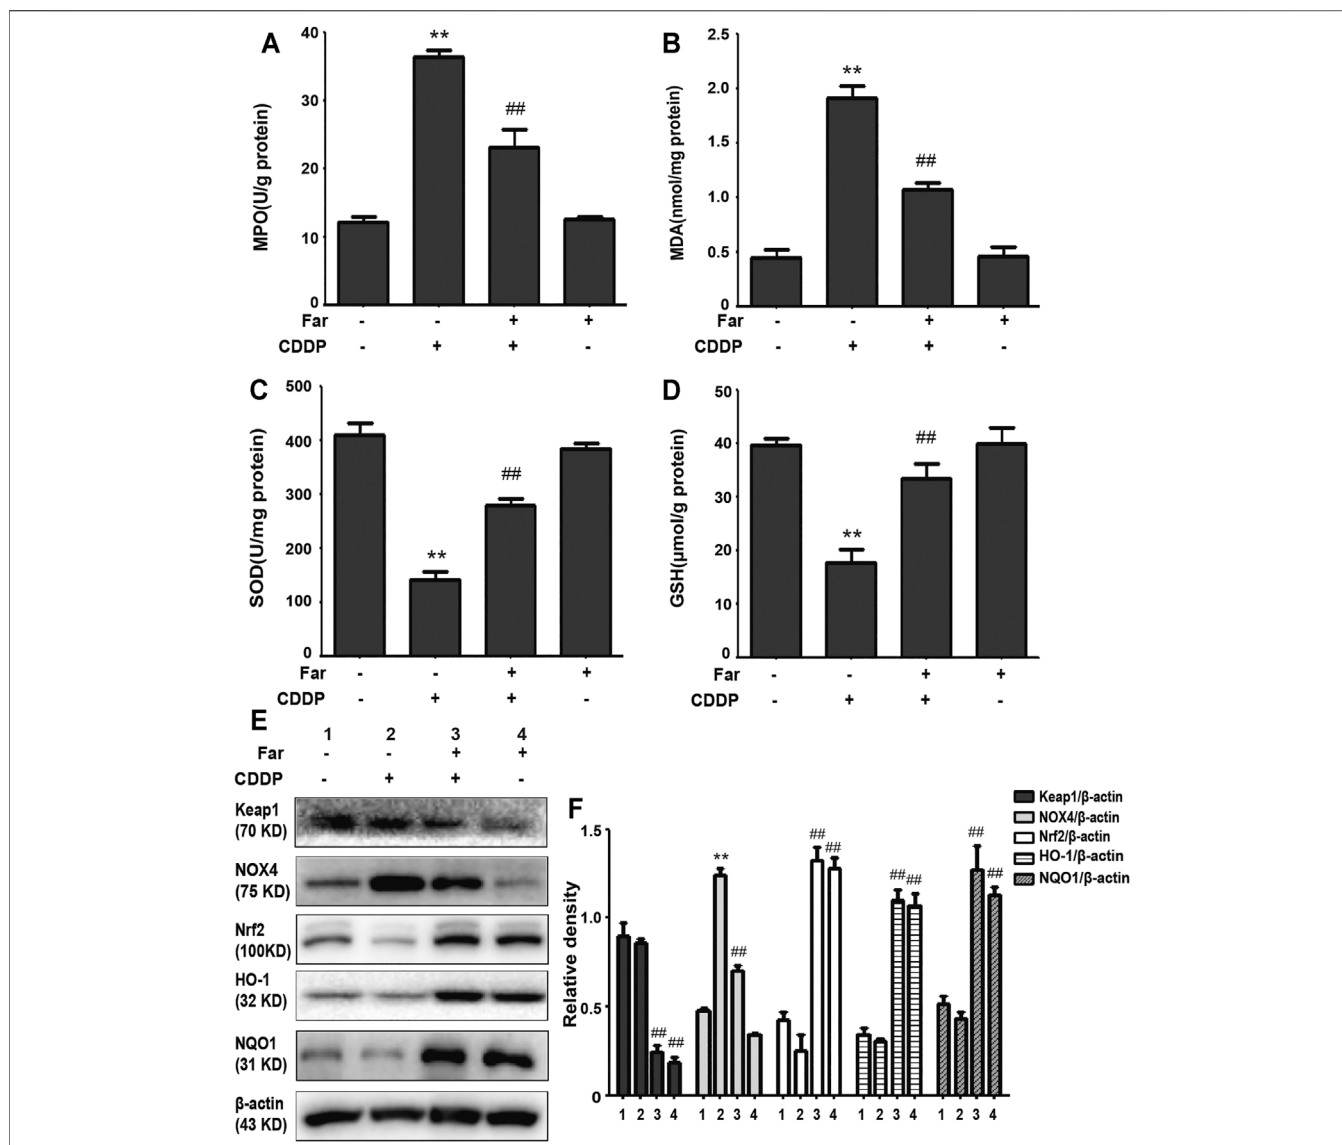 A
MPO(U/g protein)
40
30
20
10
0
**
##
Far - - + +
CDDP - + + -
B
MDA(nmol/mg protein)
2.5
2.0
1.5
1.0
0.5
0
**
##
Far - - + +
CDDP - + + -
C
SOD(U/mg protein)
500
400
300
200
100
0
**
##
Far - - + +
CDDP - + + -
D
GSH(μmol/g protein)
50
40
30
20
10
0
**
##
Far - - + +
CDDP - + + -
E
1 2 3 4
Far - - + +
CDDP - + + -
Keap1
(70 KD)
NOX4
(75 KD)
Nrf2
(100KD)
HO-1
(32 KD)
NQO1
(31 KD)
β-actin
(43 KD)
F
Relative density
1.5
1.0
0.5
0
## ##
** ##
## ##
## ##
## ##
1 2 3 4 1 2 3 4 1 2 3 4 1 2 3 4 1 2 3 4
Keap1/β-actin
NOX4/β-actin
Nrf2/β-actin
HO-1/β-actin
NQO1/β-actin